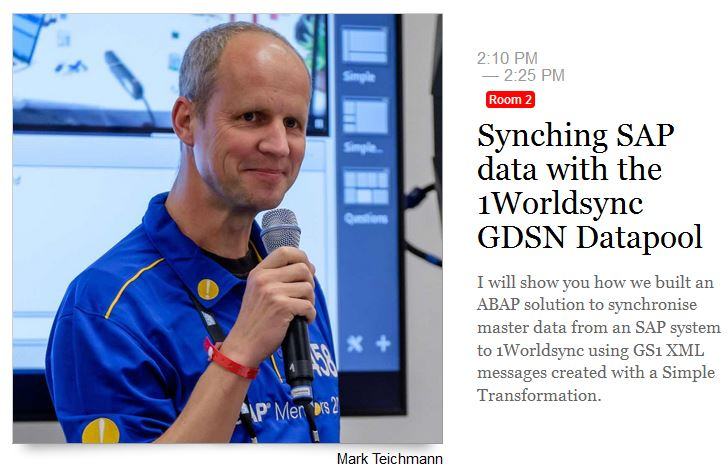 Simple
Simple...
Questions
58
AP® Mentors 2
Mark Teichmann
2:10 PM
— 2:25 PM
Room 2
Synching SAP
data with the
1Worldsync
GDSN Datapool
I will show you how we built an
ABAP solution to synchronise
master data from an SAP system
to 1Worldsync using GS1 XML
messages created with a Simple
Transformation.